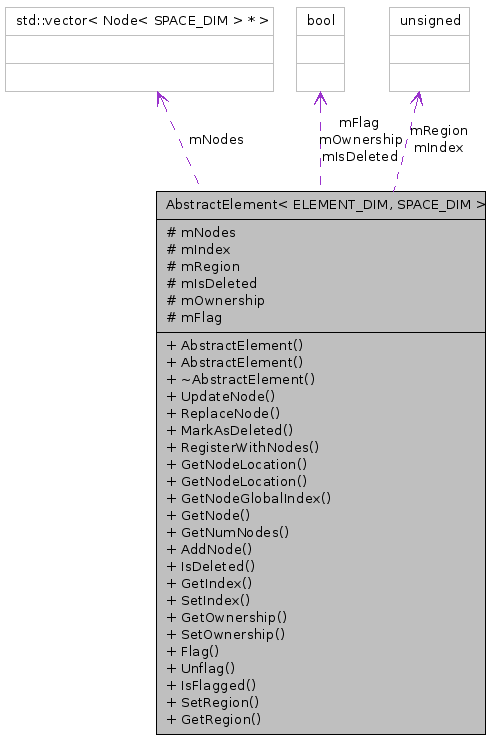 std::vector< Node< SPACE_DIM > * >
bool
unsigned
mNodes
mFlag
mOwnership
mIsDeleted
mRegion
mIndex
AbstractElement< ELEMENT_DIM, SPACE_DIM >
# mNodes
# mIndex
# mRegion
# mIsDeleted
# mOwnership
# mFlag
+ AbstractElement()
+ AbstractElement()
+ ~AbstractElement()
+ UpdateNode()
+ ReplaceNode()
+ MarkAsDeleted()
+ RegisterWithNodes()
+ GetNodeLocation()
+ GetNodeLocation()
+ GetNodeGlobalIndex()
+ GetNode()
+ GetNumNodes()
+ AddNode()
+ IsDeleted()
+ GetIndex()
+ SetIndex()
+ GetOwnership()
+ SetOwnership()
+ Flag()
+ Unflag()
+ IsFlagged()
+ SetRegion()
+ GetRegion()